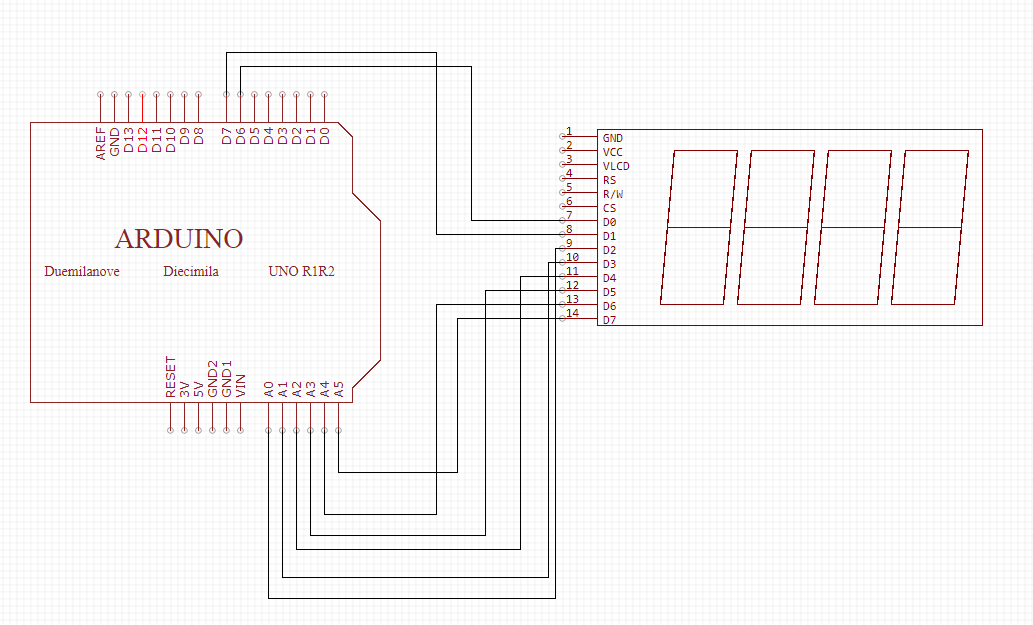 AREF GND D13 D12 D11 D10 D9 D8 D7 D6 D5 D4 D3 D2 D1 D0
ARDUINO
Duemilanove Diecimila UNO R1R2
RESET 3V 5V GND2 GND1 VIN A0 A1 A2 A3 A4 A5
1 GND
2 VCC
3 VLCD
4 RS
5 R/W
6 CS
7 D0
8 D1
9 D2
10 D3
11 D4
12 D5
13 D6
14 D7